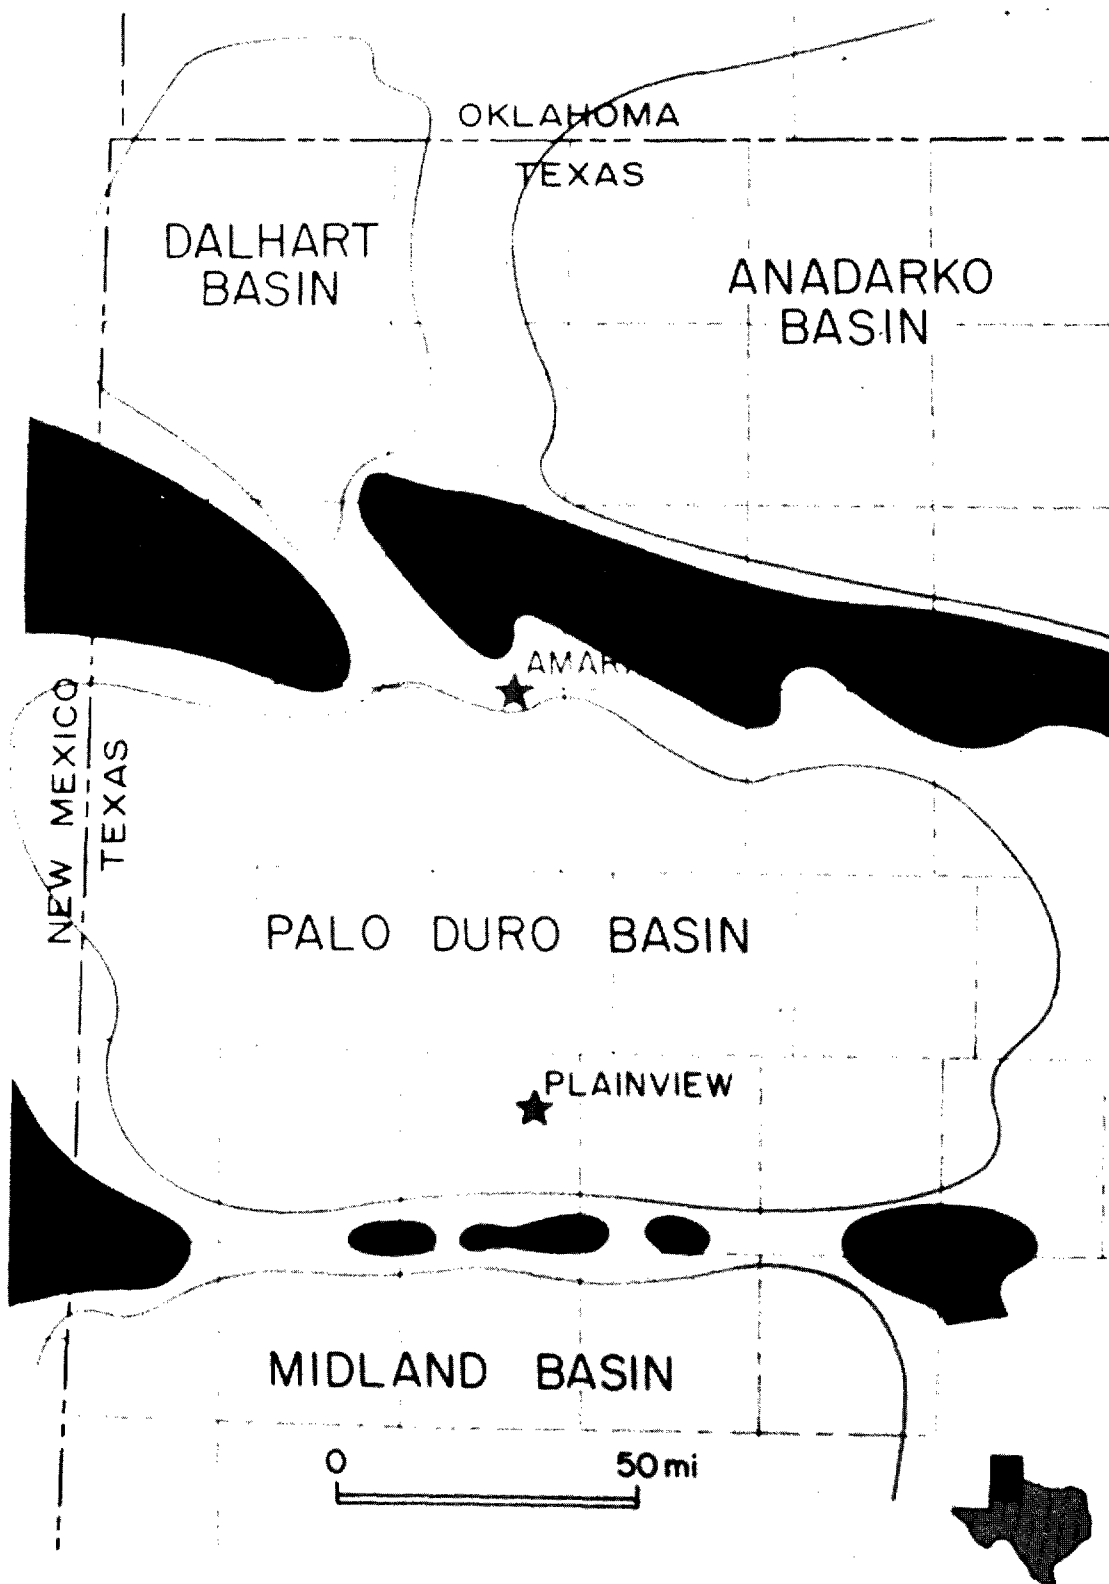 OKLAHOMA
TEXAS
DALHART
BASIN
ANADARKO
BASIN
NEW MEXICO
TEXAS
PALO DURO BASIN
PLAINVIEW
MIDLAND BASIN
0 50 mi